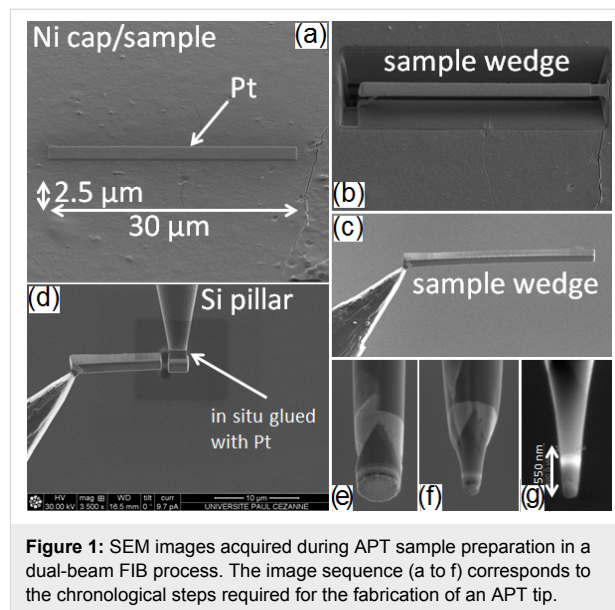 Ni cap/sample
(a)
Pt
2.5 µm
30 µm
sample wedge
(b)
(c)
sample wedge
(d)
Si pillar
in situ glued
with Pt
HV mag WD tilt curr
30.00 kV 3 500 x 16.5 mm 0° 9.7 pA
10 µm
UNIVERSITE PAUL CEZANNE
(e)
(f)
(g)
550 nm
Figure 1: SEM images acquired during APT sample preparation in a
dual-beam FIB process. The image sequence (a to f) corresponds to
the chronological steps required for the fabrication of an APT tip.